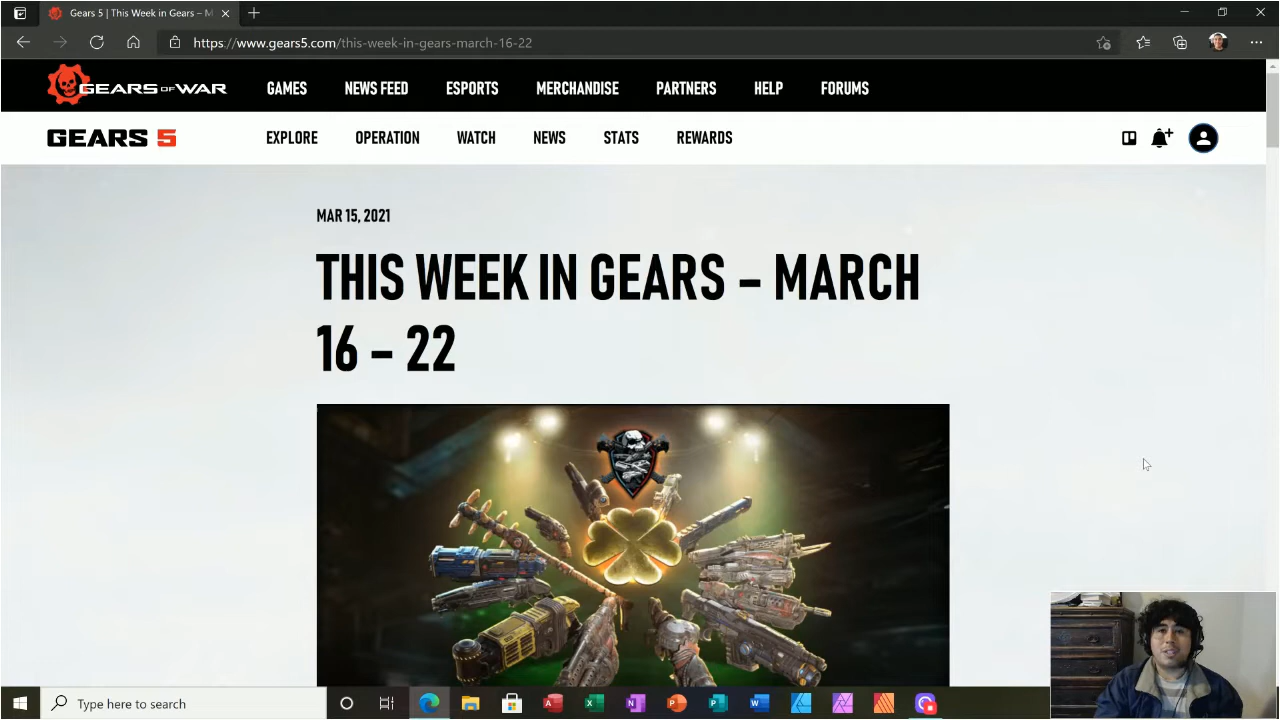 Gears 5 | This Week in Gears – M
https://www.gears5.com/this-week-in-gears-march-16-22
GEARS OF WAR
GAMES
NEWS FEED
ESPORTS
MERCHANDISE
PARTNERS
HELP
FORUMS
GEARS 5
EXPLORE
OPERATION
WATCH
NEWS
STATS
REWARDS
MAR 15, 2021
THIS WEEK IN GEARS – MARCH
16 – 22
Type here to search